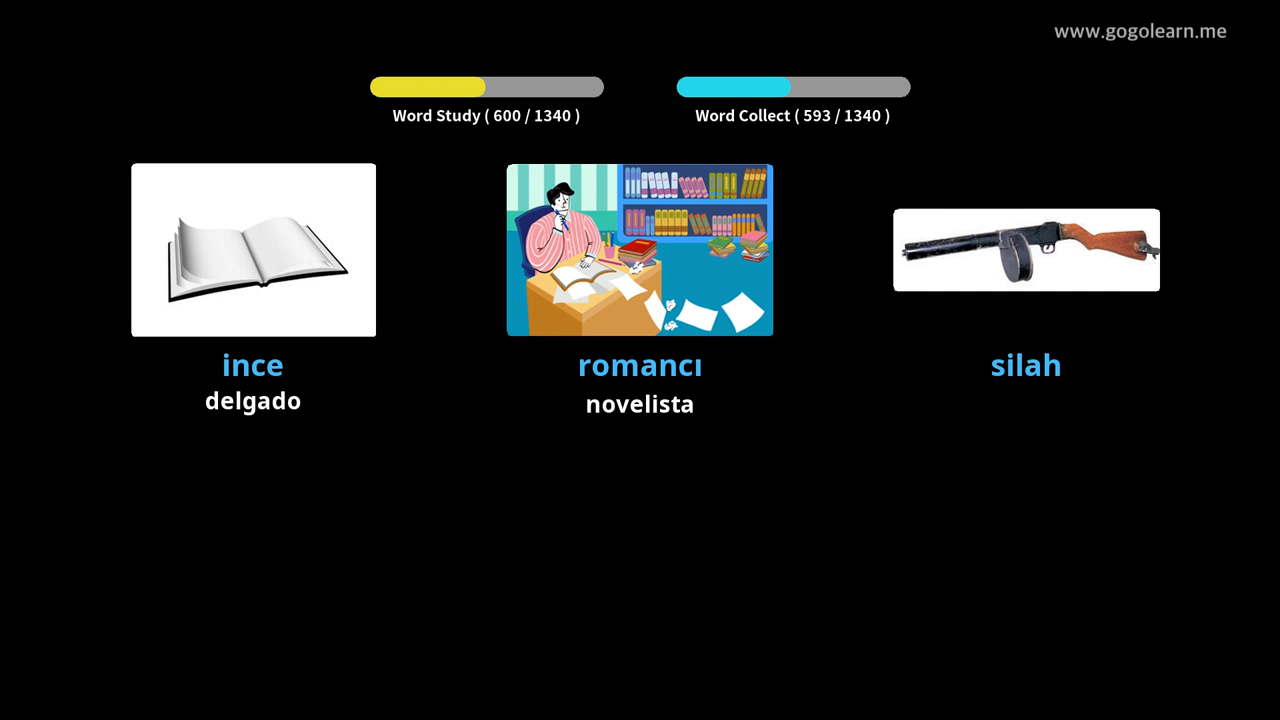 www.gogolearn.me
Word Study ( 600 / 1340 )
Word Collect ( 593 / 1340 )
ince
delgado
romancı
novelista
silah